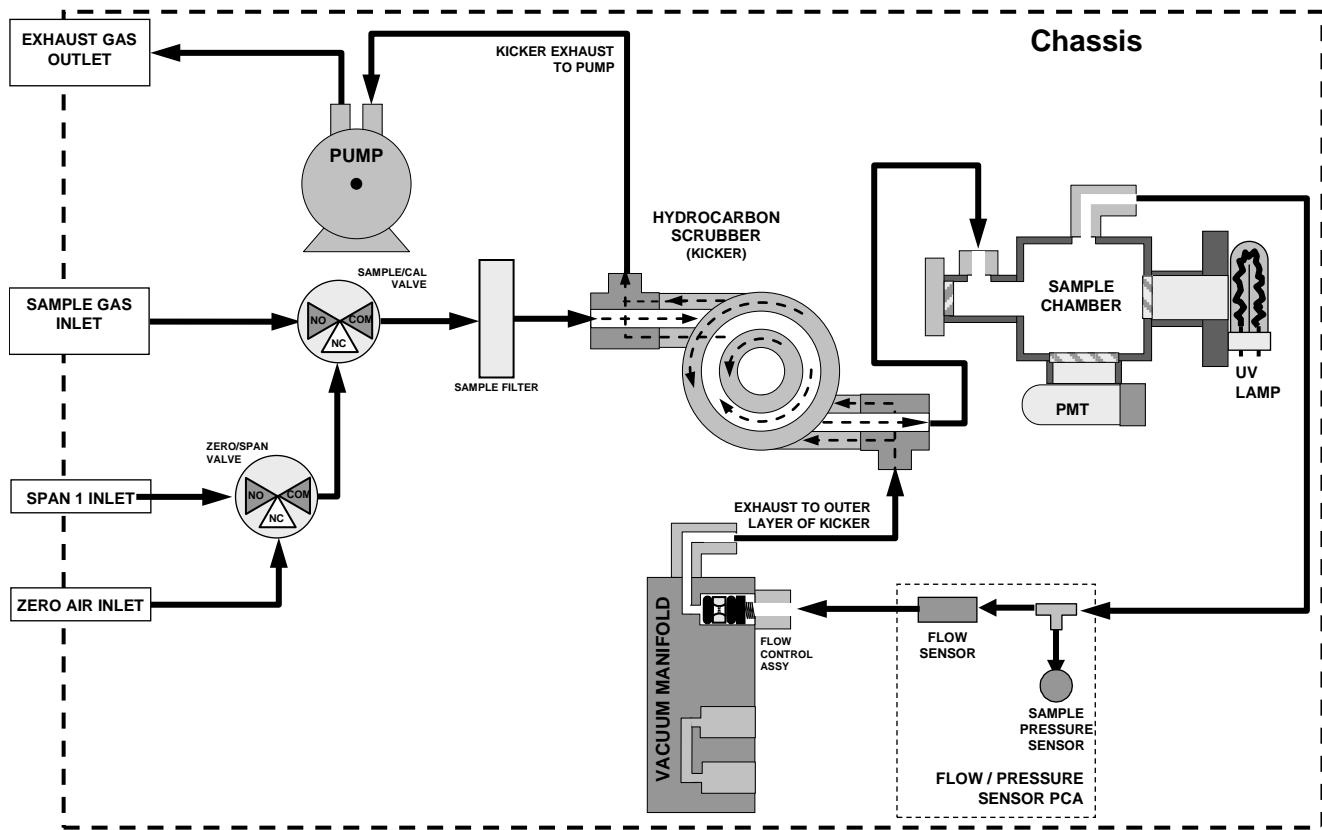 EXHAUST GAS
OUTLET
KICKER EXHAUST
TO PUMP
Chassis
PUMP
HYDROCARBON
SCRUBBER
(KICKER)
SAMPLE/CAL
VALVE
SAMPLE GAS
INLET
NO
COM
NC
SAMPLE FILTER
SAMPLE
CHAMBER
UV
LAMP
PMT
ZERO/SPAN
VALVE
SPAN 1 INLET
NO
COM
NC
EXHAUST TO OUTER
LAYER OF KICKER
ZERO AIR INLET
VACUUM MANIFOLD
FLOW
CONTROL
ASSY
FLOW
SENSOR
SAMPLE
PRESSURE
SENSOR
FLOW / PRESSURE
SENSOR PCA